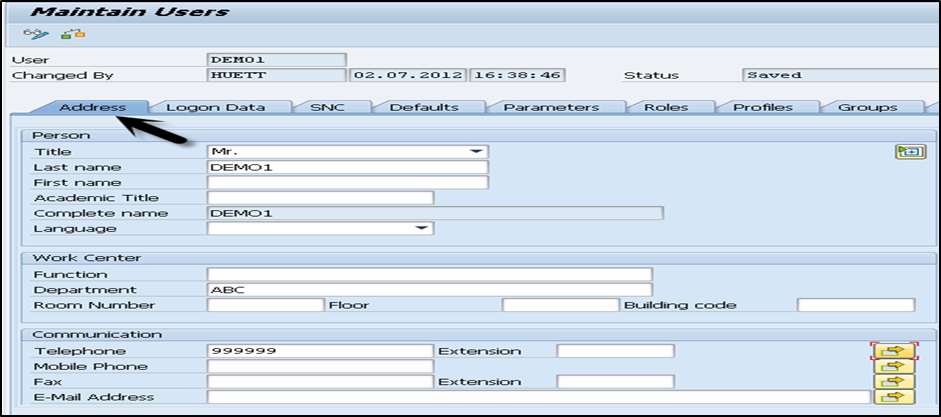 Maintain Users
User DEMO1
Changed By HUETT 02.07.2012 16:38:46 Status Saved
Address Logon Data SNC Defaults Parameters Roles Profiles Groups
Person
Title Mr.
Last name DEMO1
First name
Academic Title
Complete name DEMO1
Language
Work Center
Function
Department ABC
Room Number Floor Building code
Communication
Telephone 999999 Extension
Mobile Phone
Fax Extension
E-Mail Address